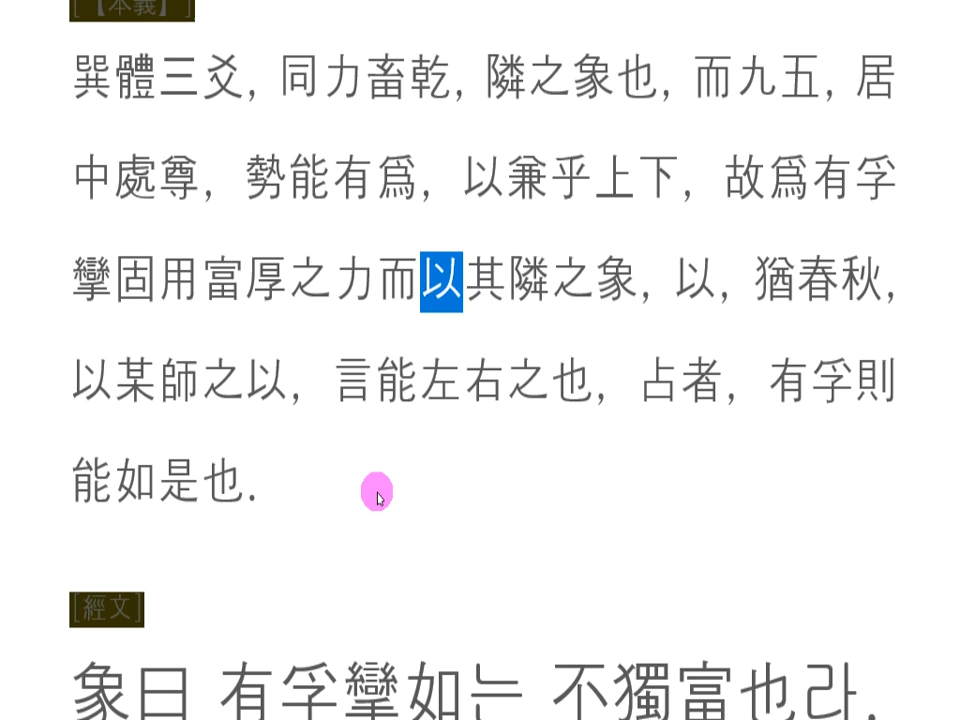 [【本義】]
巽體三爻, 同力畜乾, 隣之象也, 而九五, 居
中處尊, 勢能有爲, 以兼乎上下, 故爲有孚
攣固用富厚之力而以其隣之象, 以, 猶春秋,
以某師之以, 言能左右之也, 占者, 有孚則
能如是也.
[經文]
象曰 有孚攣如는 不獨富也라.